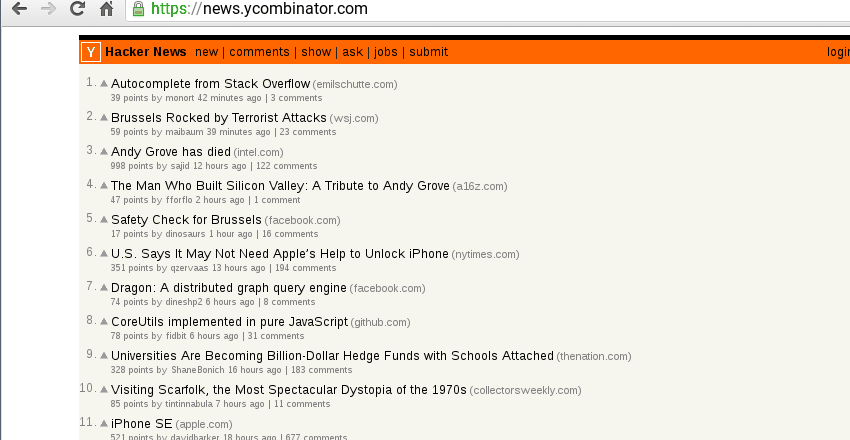 https://news.ycombinator.com
Y Hacker News new | comments | show | ask | jobs | submit login
1. Autocomplete from Stack Overflow (emilschutte.com)
39 points by monort 42 minutes ago | 3 comments
2. Brussels Rocked by Terrorist Attacks (wsj.com)
59 points by maibaum 39 minutes ago | 23 comments
3. Andy Grove has died (intel.com)
998 points by sajid 12 hours ago | 122 comments
4. The Man Who Built Silicon Valley: A Tribute to Andy Grove (a16z.com)
47 points by fforflo 2 hours ago | 1 comment
5. Safety Check for Brussels (facebook.com)
17 points by dinosaurs 1 hour ago | 16 comments
6. U.S. Says It May Not Need Apple’s Help to Unlock iPhone (nytimes.com)
351 points by qzervaas 13 hours ago | 194 comments
7. Dragon: A distributed graph query engine (facebook.com)
74 points by dineshp2 6 hours ago | 8 comments
8. CoreUtils implemented in pure JavaScript (github.com)
78 points by fidbit 6 hours ago | 31 comments
9. Universities Are Becoming Billion-Dollar Hedge Funds with Schools Attached (thenation.com)
328 points by ShaneBonich 16 hours ago | 183 comments
10. Visiting Scarfolk, the Most Spectacular Dystopia of the 1970s (collectorsweekly.com)
85 points by tintinnabula 7 hours ago | 11 comments
11. iPhone SE (apple.com)
521 points by davidbarker 18 hours ago | 677 comments